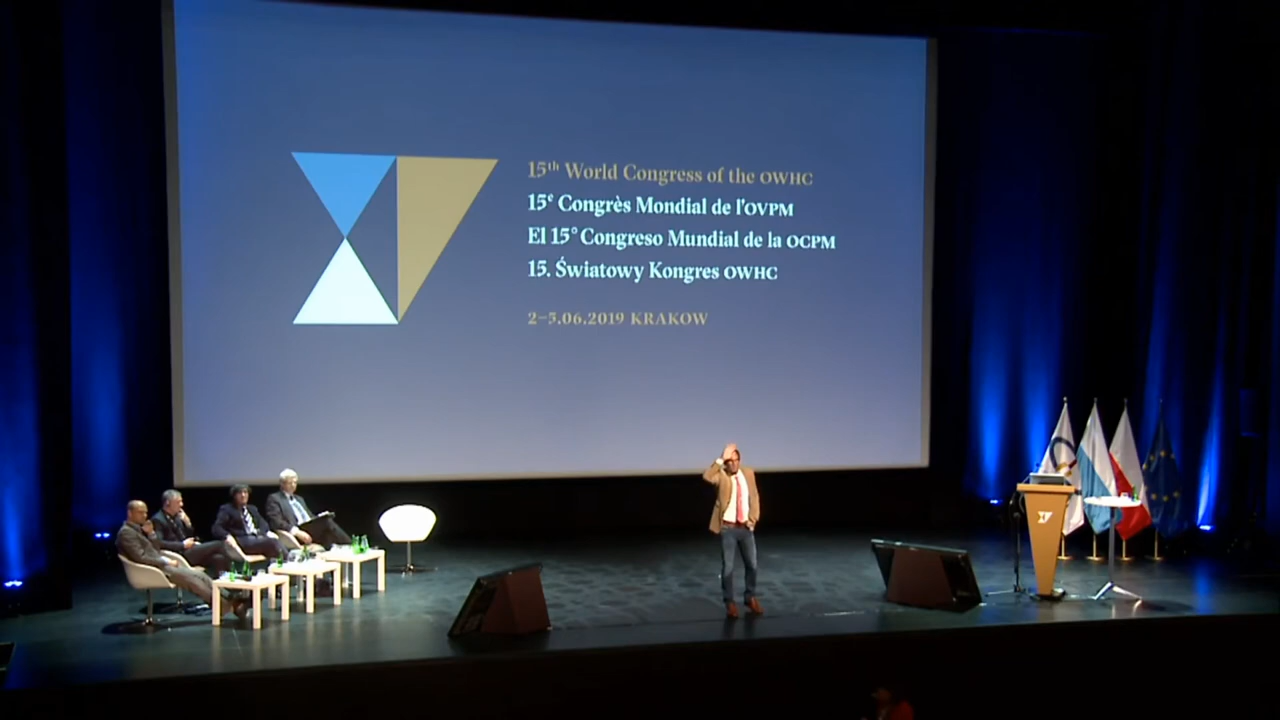 15th World Congress of the OWHC
15e Congrès Mondial de l'OVPM
El 15° Congreso Mundial de la OCPM
15. Światowy Kongres OWHC
2–5.06.2019 KRAKOW